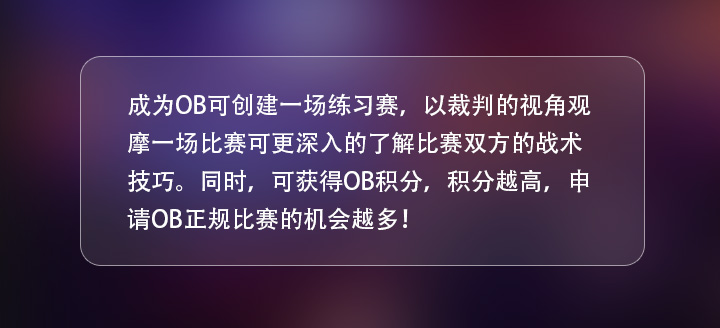 成为OB可创建一场练习赛，以裁判的视角观
摩一场比赛可更深入的了解比赛双方的战术
技巧。同时，可获得OB积分，积分越高，申
请OB正规比赛的机会越多！